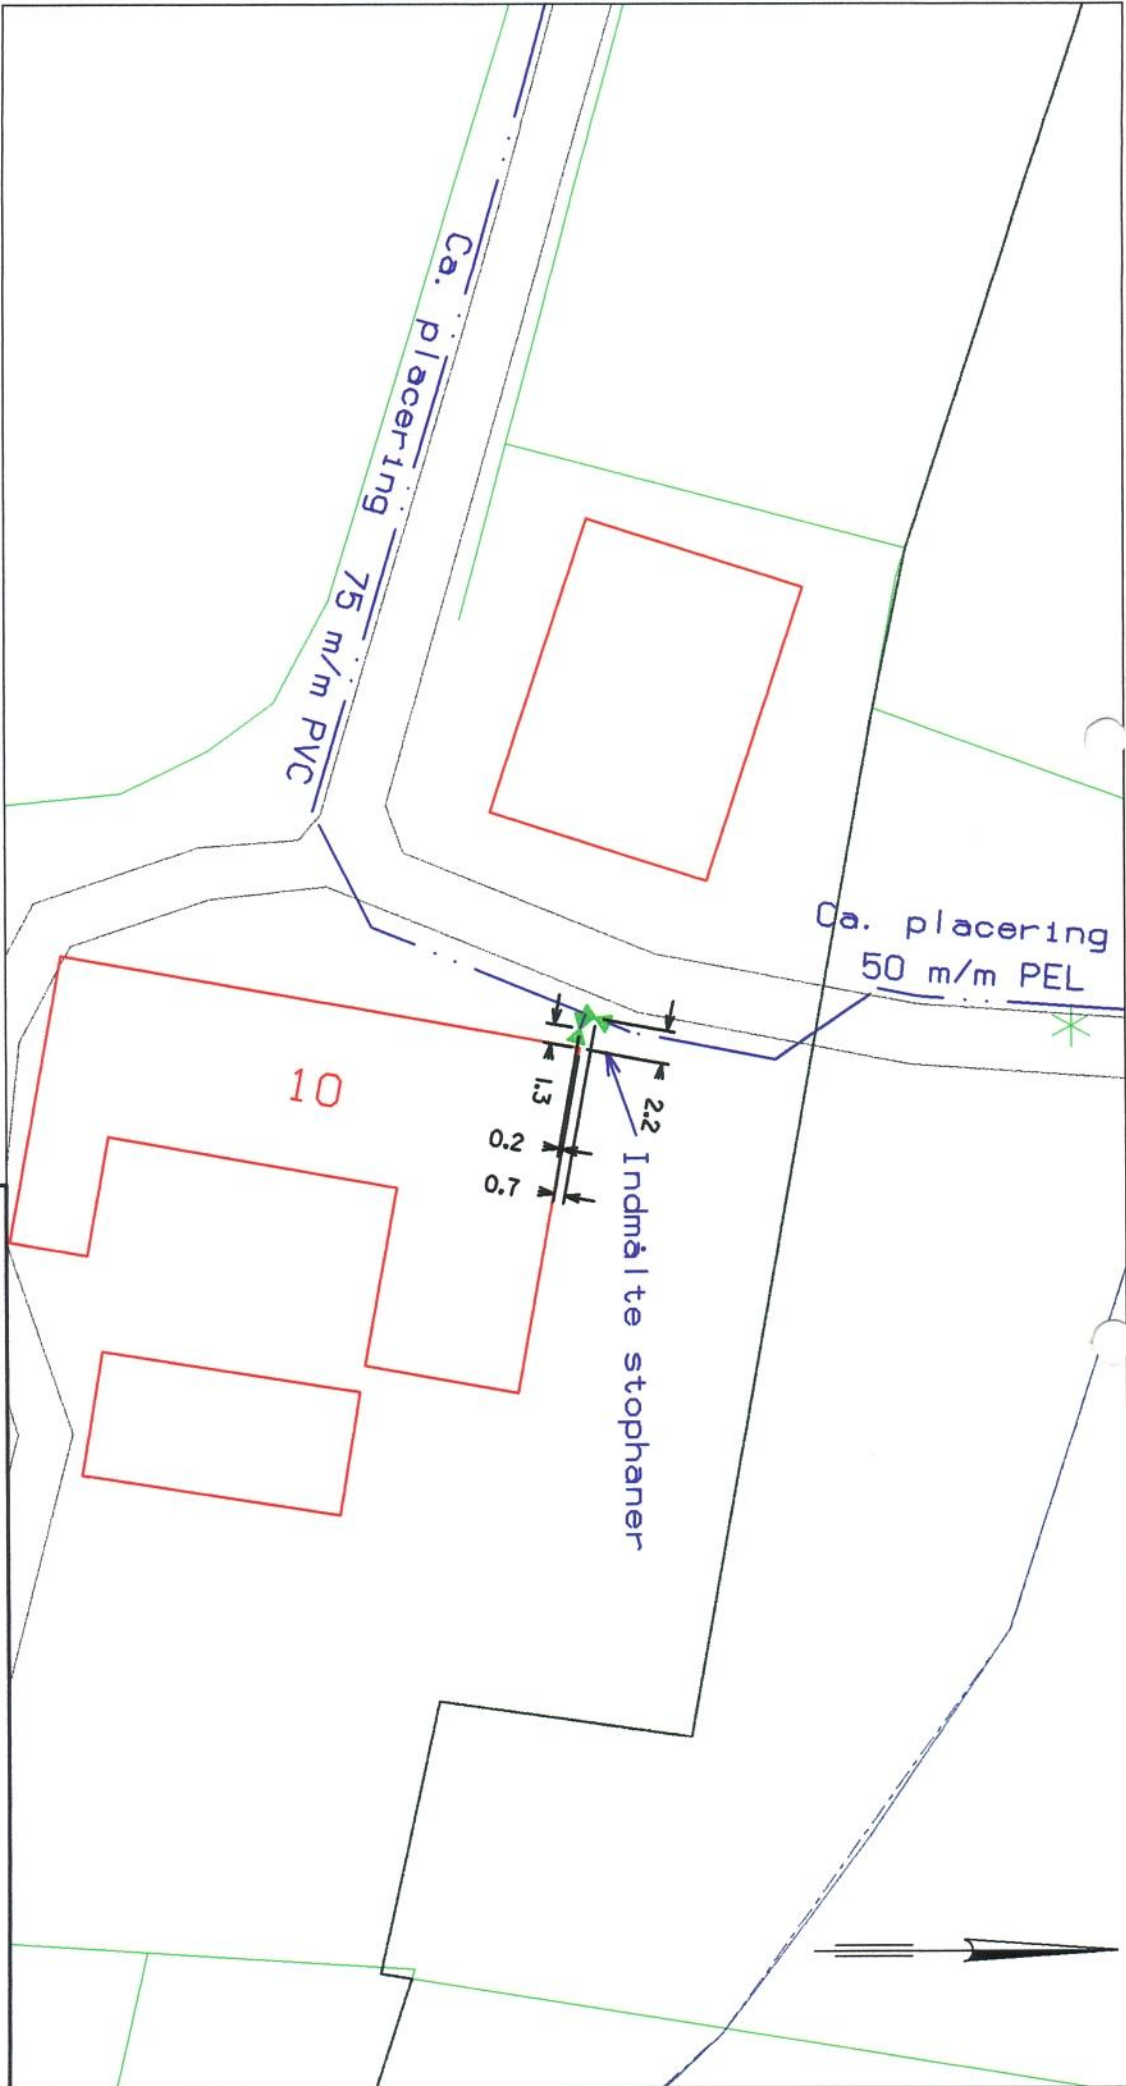 Ca. placering 75 m/m PVC
Ca. placering
50 m/m PEL
10
1.3
2.2
0.2
0.7
Indmålte stophaner